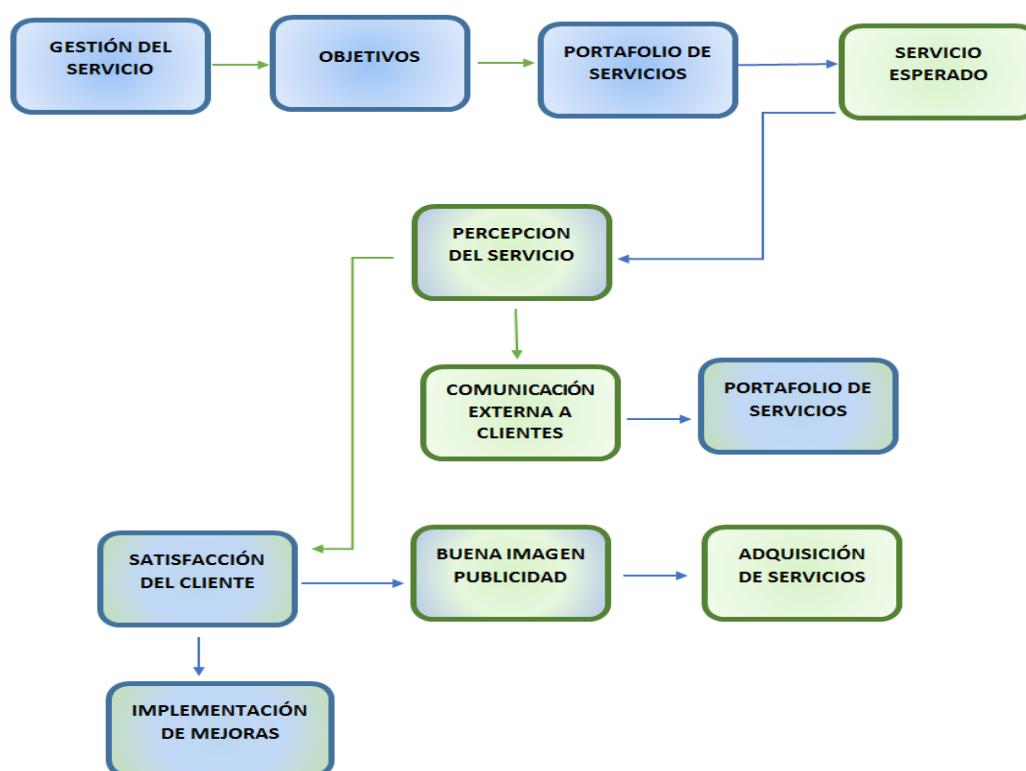 GESTIÓN DEL
SERVICIO
OBJETIVOS
PORTAFOLIO DE
SERVICIOS
SERVICIO
ESPERADO
PERCEPCION
DEL SERVICIO
COMUNICACIÓN
EXTERNA A
CLIENTES
PORTAFOLIO DE
SERVICIOS
SATISFACCIÓN
DEL CLIENTE
BUENA IMAGEN
PUBLICIDAD
ADQUISICIÓN
DE SERVICIOS
IMPLEMENTACIÓN
DE MEJORAS